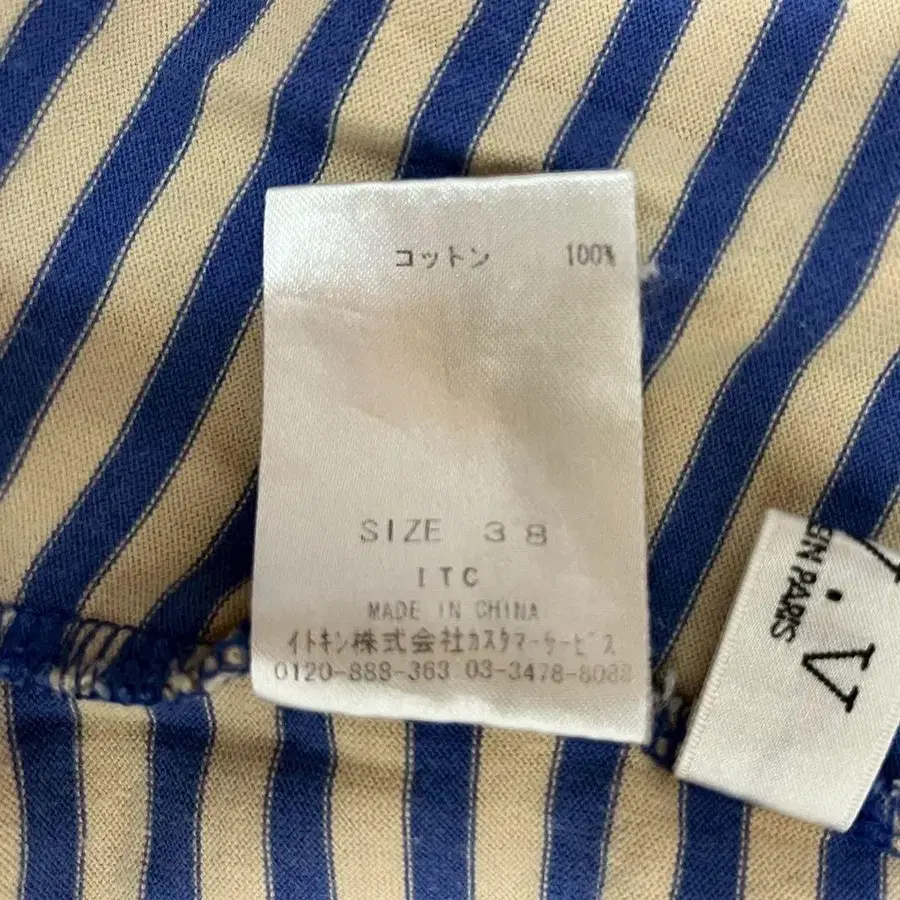 コットン 100%
SIZE 38
ITC
MADE IN CHINA
イトキン株式会社カスタマーサービス
0120-888-363 03-3478-8088
V
PARIS